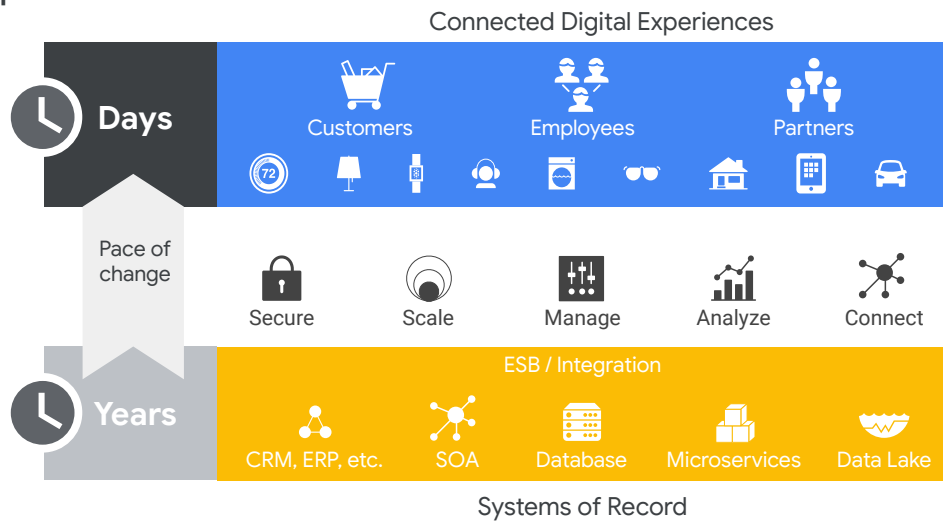 Connected Digital Experiences
Days
Customers
Employees
Partners
72
Pace of
change
Secure
Scale
Manage
Analyze
Connect
ESB / Integration
Years
CRM, ERP, etc.
SOA
Database
Microservices
Data Lake
Systems of Record